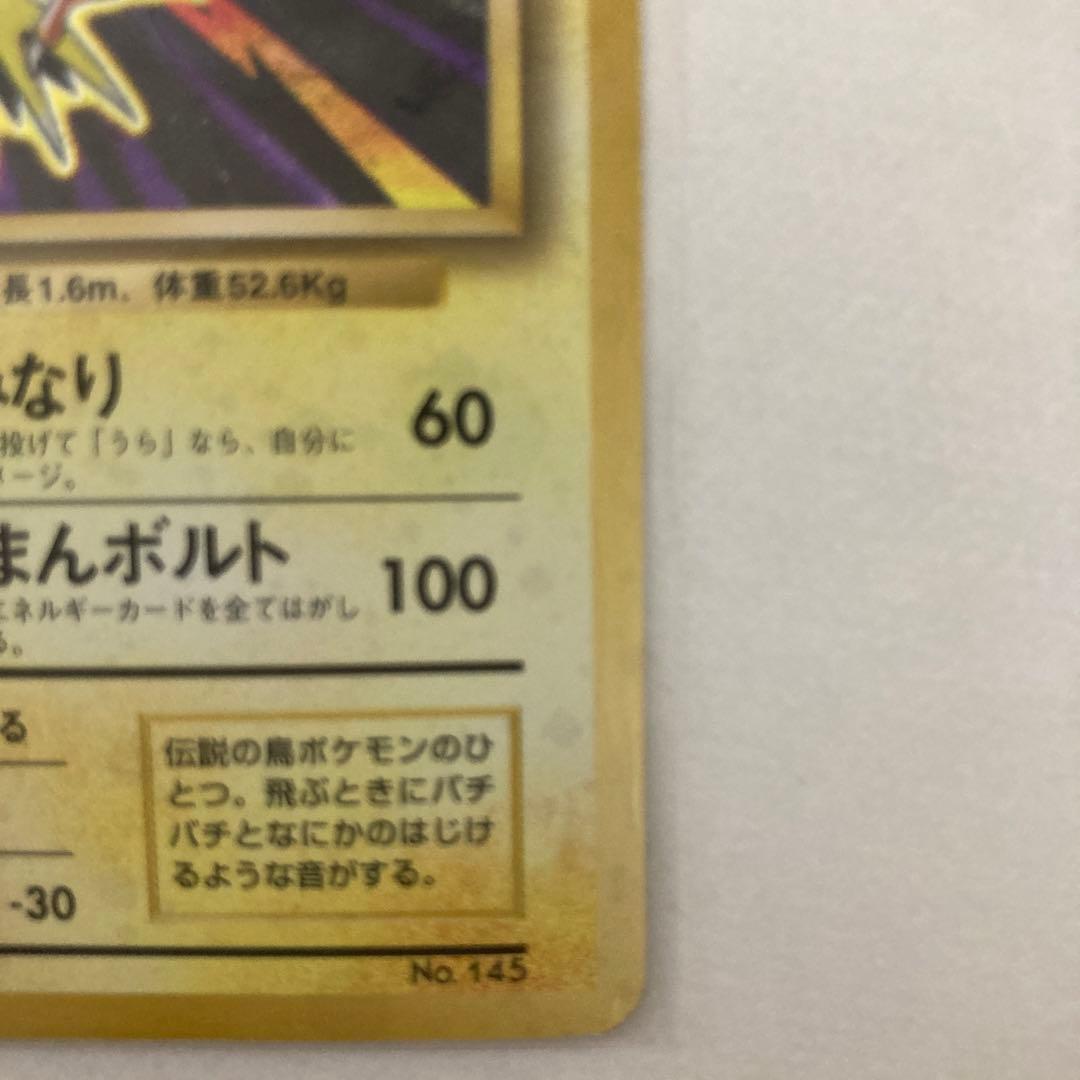 長1.6m. 体重52.6Kg
なり 60
投げて「うら」なら、自分に
メージ。
まんボルト 100
エネルギーカードを全てはがし
る。
る
伝説の鳥ポケモンのひ
とつ。飛ぶときにバチ
バチとなにかのはじけ
るような音がする。
-30
No. 145